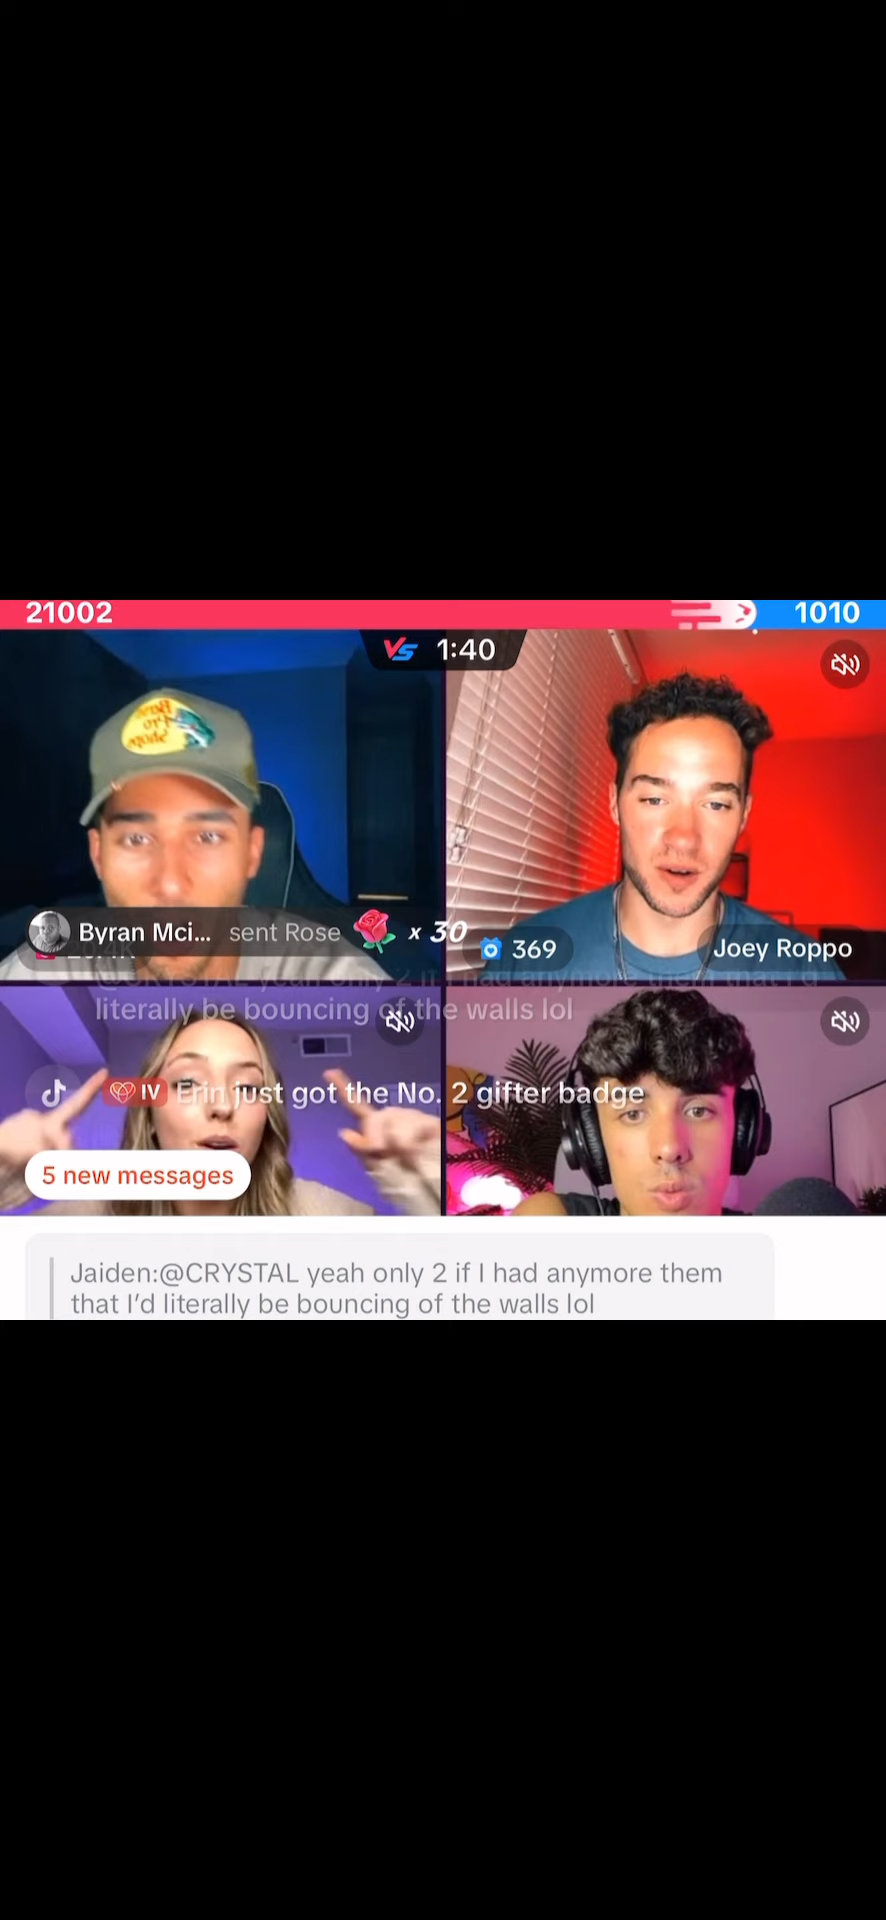 21002
1010
VS 1:40
Byran Mci... sent Rose x 30
369
Joey Roppo
literally be bouncing of the walls lol
IV Erin just got the No. 2 gifter badge
5 new messages
Jaiden:@CRYSTAL yeah only 2 if I had anymore them
that I'd literally be bouncing of the walls lol